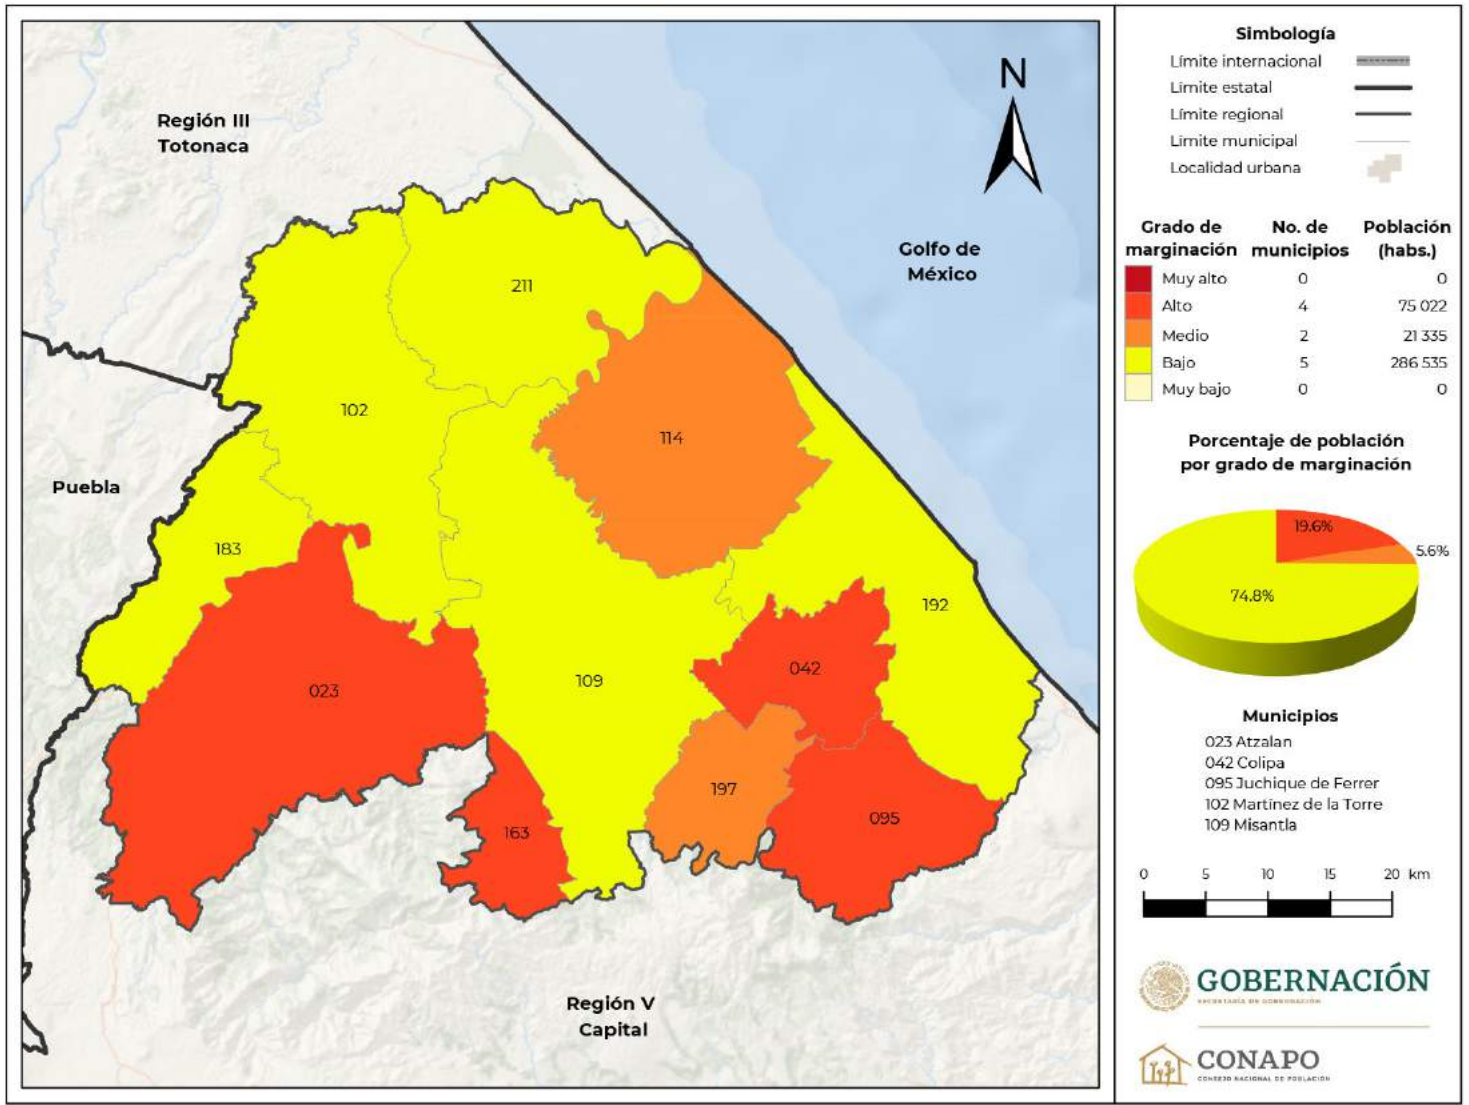 Región III
Totonaca
N
Golfo de
México
211
102
114
Puebla
183
192
042
109
023
197
095
163
Región V
Capital
Simbología
Límite internacional
Límite estatal
Límite regional
Límite municipal
Localidad urbana
Grado de marginación No. de municipios Población (habs.)
Muy alto 0 0
Alto 4 75 022
Medio 2 21 335
Bajo 5 286 535
Muy bajo 0 0
Porcentaje de población
por grado de marginación
19.6%
5.6%
74.8%
Municipios
023 Atzalan
042 Colipa
095 Juchique de Ferrer
102 Martínez de la Torre
109 Misantla
0 5 10 15 20 km
GOBERNACIÓN
SECRETARÍA DE GOBERNACIÓN
CONAPO
CONSEJO NACIONAL DE POBLACIÓN